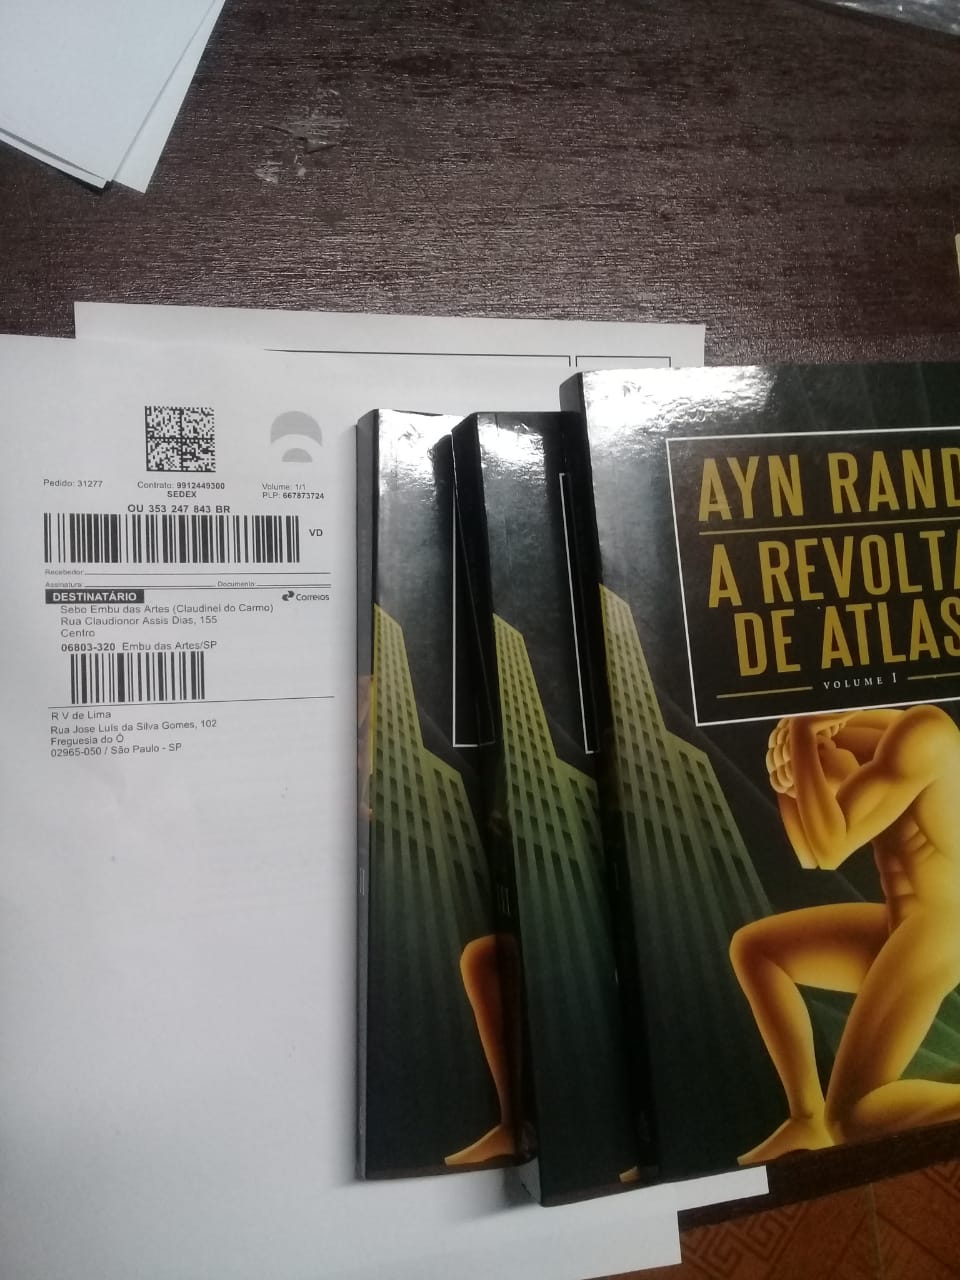 Pedido: 31277
Contrato: 9912449300
SEDEX
Volume: 1/1
PLP: 667873724
OU 353 247 843 BR
VD
Recebedor:
Assinatura: Documento:
DESTINATÁRIO
Correios
Sebo Embu das Artes (Claudinei do Carmo)
Rua Claudionor Assis Dias, 155
Centro
06803-320 Embu das Artes/SP
R V de Lima
Rua Jose Luis da Silva Gomes, 102
Freguesia do Ó
02965-050 / São Paulo - SP
AYN RAND
A REVOLTA
DE ATLAS
VOLUME I
II
III